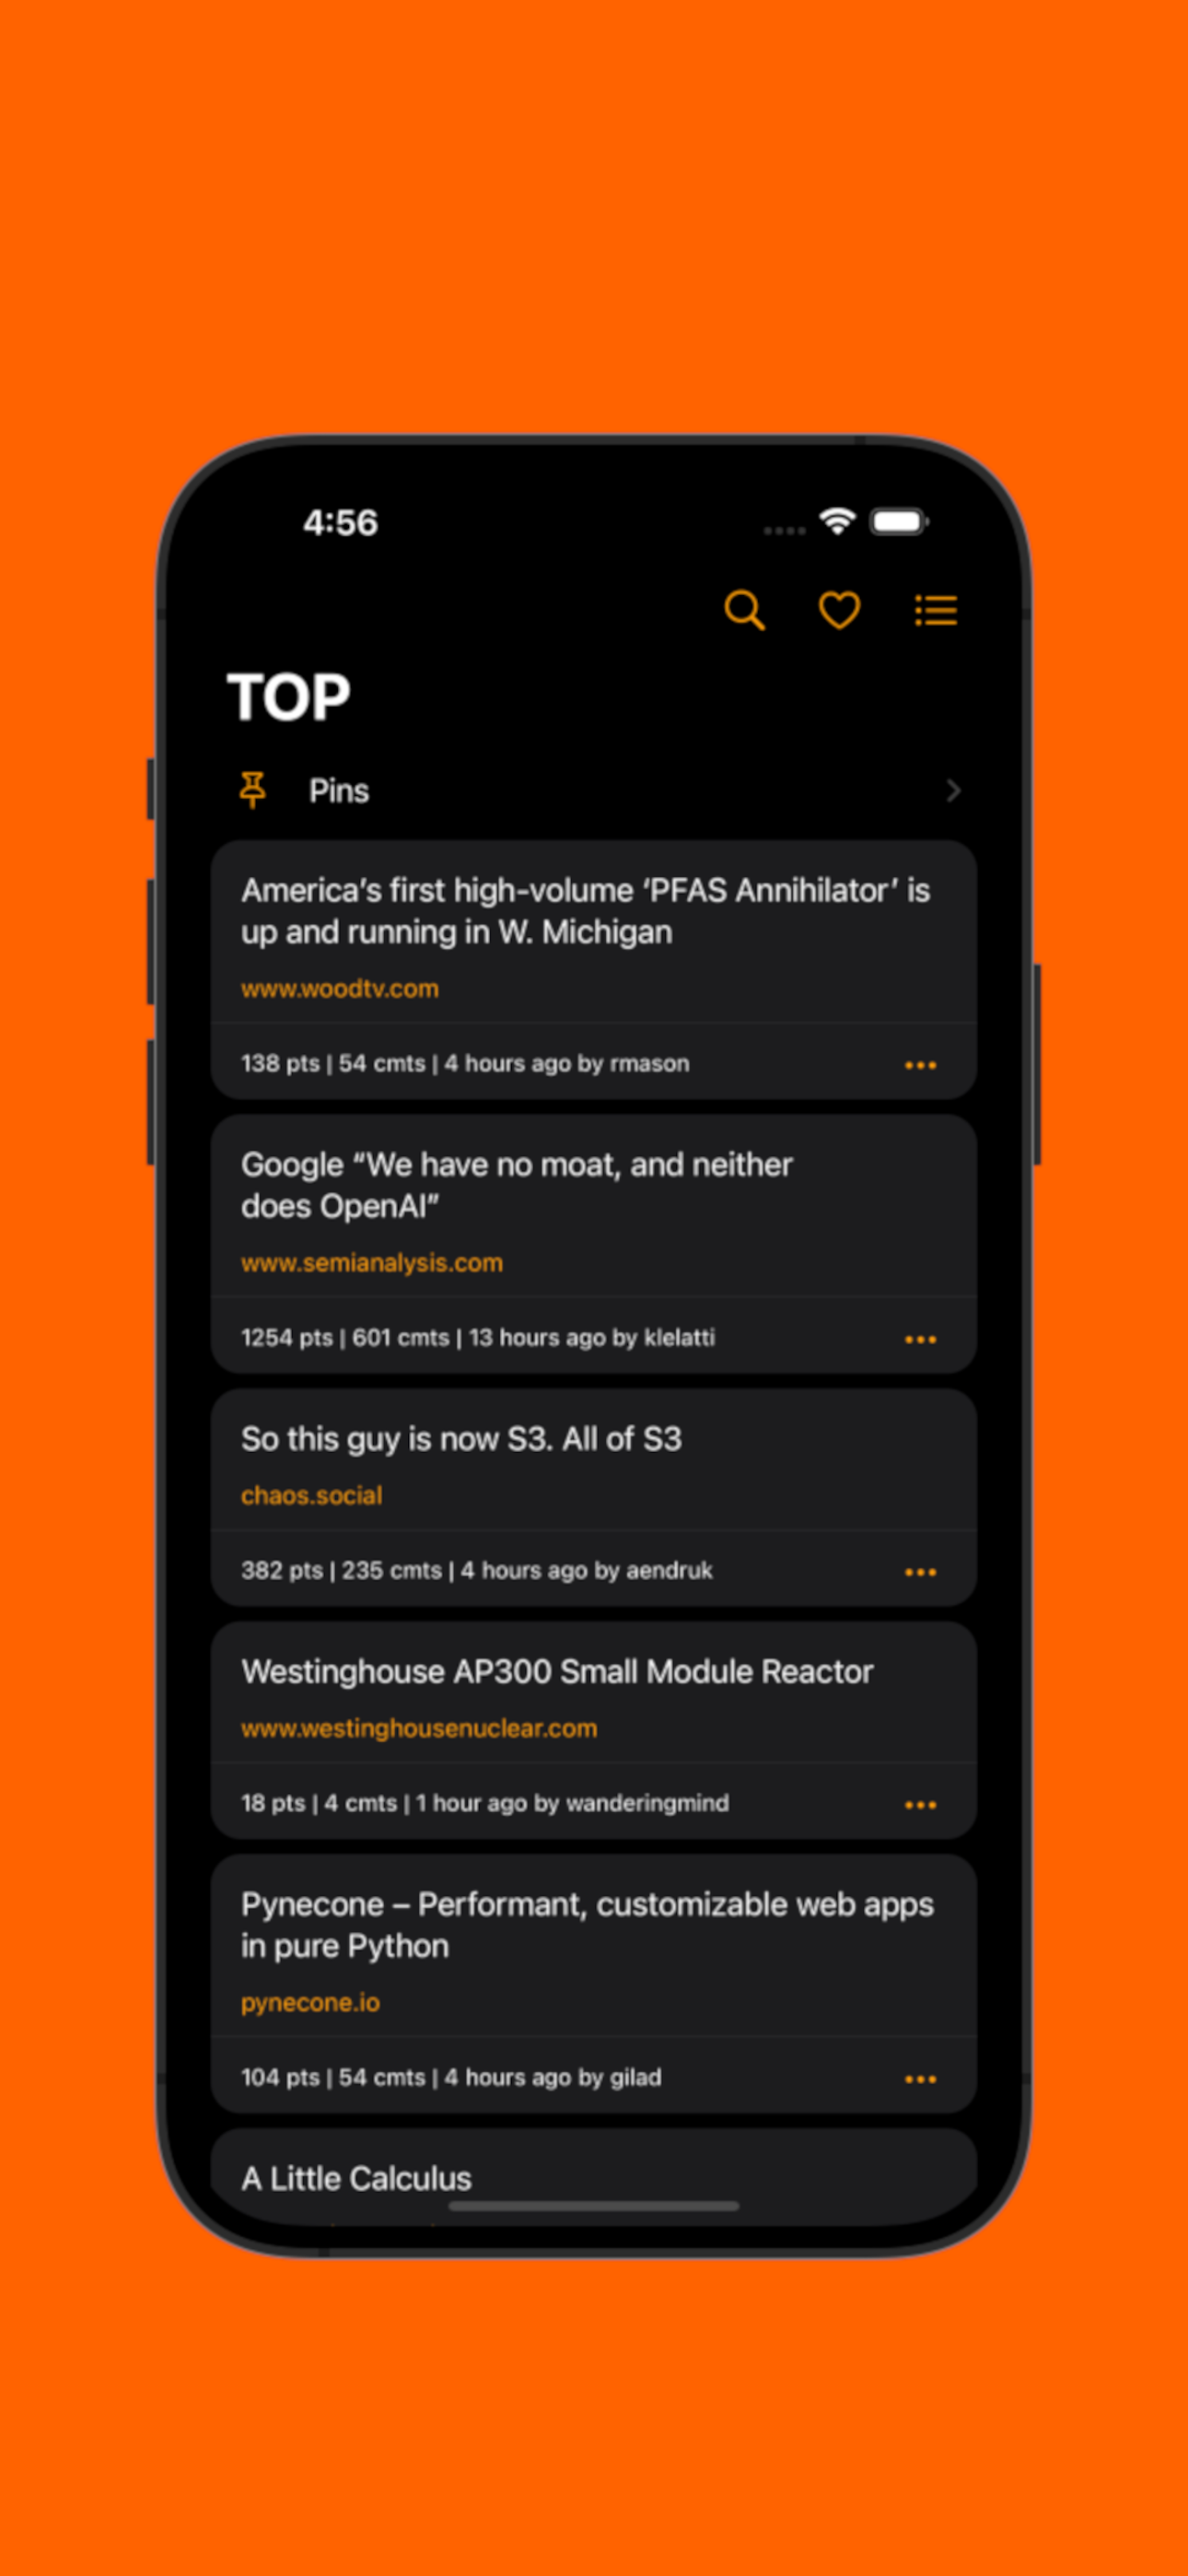 4:56
TOP
Pins
America’s first high-volume ‘PFAS Annihilator’ is
up and running in W. Michigan
www.woodtv.com
138 pts | 54 cmts | 4 hours ago by rmason
Google “We have no moat, and neither
does OpenAI”
www.semianalysis.com
1254 pts | 601 cmts | 13 hours ago by klelatti
So this guy is now S3. All of S3
chaos.social
382 pts | 235 cmts | 4 hours ago by aendruk
Westinghouse AP300 Small Module Reactor
www.westinghousenuclear.com
18 pts | 4 cmts | 1 hour ago by wanderingmind
Pynecone – Performant, customizable web apps
in pure Python
pynecone.io
104 pts | 54 cmts | 4 hours ago by gilad
A Little Calculus